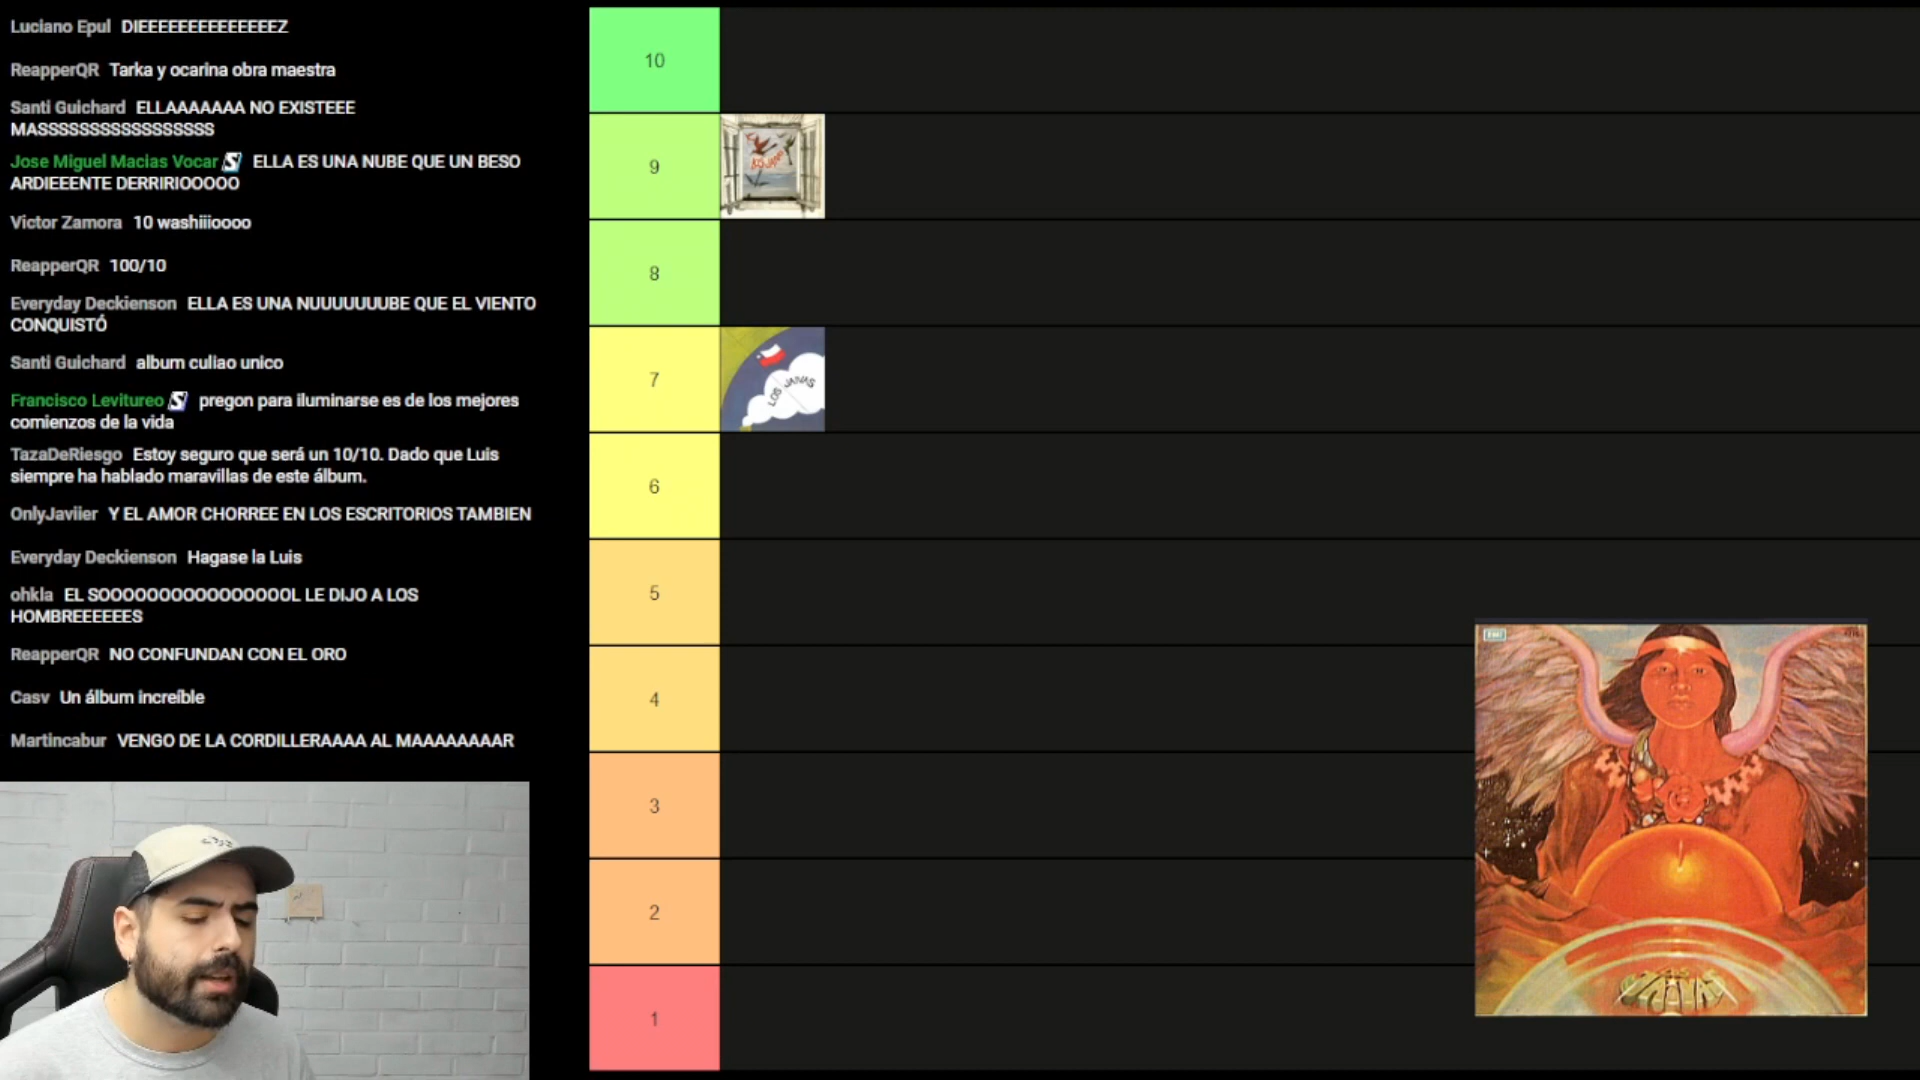 Luciano Epul DIEEEEEEEEEEEEEEEZ
ReapperQR Tarka y ocarina obra maestra
Santi Guichard ELLAAAAAAA NO EXISTEEE
MASSSSSSSSSSSSSSSSS
Jose Miguel Macias Vocar S ELLA ES UNA NUBE QUE UN BESO
ARDIEEENTE DERRIRIOOOOO
Victor Zamora 10 washiiioooo
ReapperQR 100/10
Everyday Deckienson ELLA ES UNA NUUUUUUUBE QUE EL VIENTO
CONQUISTÓ
Santi Guichard album culiao unico
Francisco Levitureo S pregon para iluminarse es de los mejores
comienzos de la vida
TazaDeRiesgo Estoy seguro que será un 10/10. Dado que Luis
siempre ha hablado maravillas de este álbum.
OnlyJaviier Y EL AMOR CHORREE EN LOS ESCRITORIOS TAMBIEN
Everyday Deckienson Hagase la Luis
ohkla EL SOOOOOOOOOOOOOOOOL LE DIJO A LOS
HOMBREEEEEES
ReapperQR NO CONFUNDAN CON EL ORO
Casv Un álbum increíble
Martincabur VENGO DE LA CORDILLERAAAA AL MAAAAAAAAR
10
9
8
7
LOS JAIVAS
6
5
4
3
2
1
EMI
JAIVAS